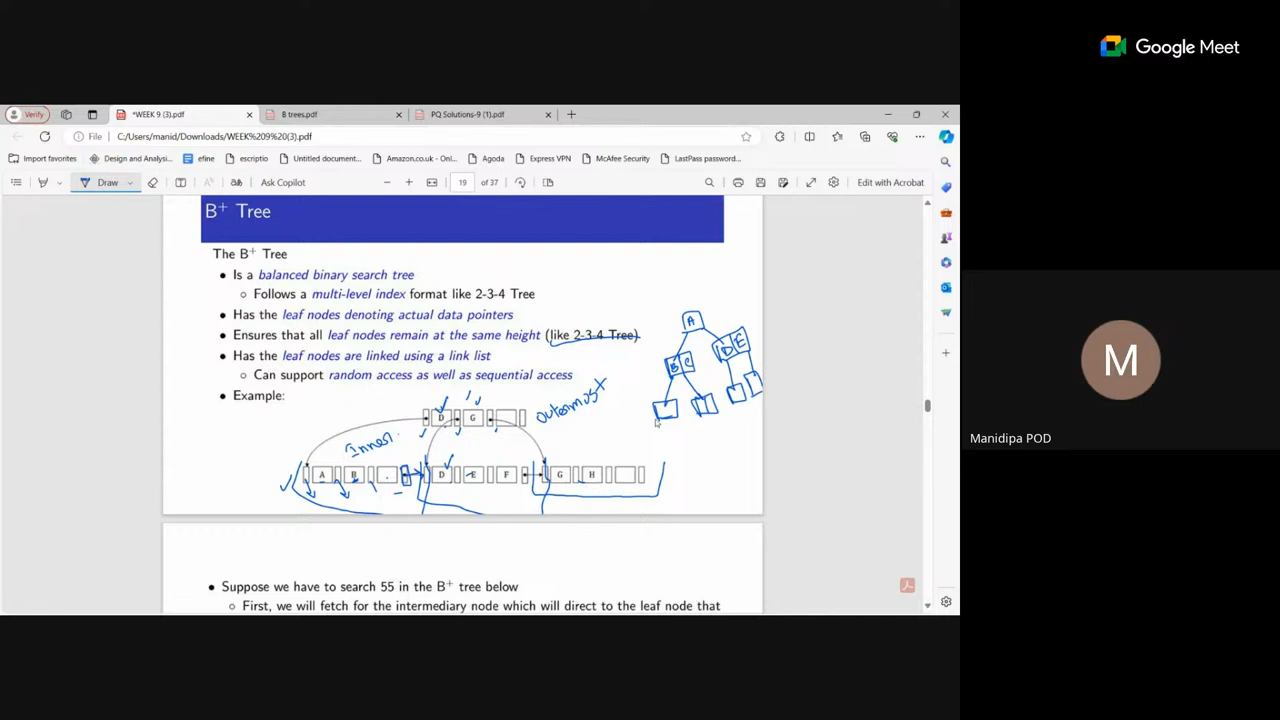 Google Meet
Verify
*WEEK 9 (3).pdf
B trees.pdf
PQ Solutions-9 (1).pdf
File
C:/Users/manid/Downloads/WEEK%209%20(3).pdf
Import favorites
Design and Analysi...
efine
escriptio
Untitled document...
Amazon.co.uk - Onl...
Agoda
Express VPN
McAfee Security
LastPass password...
Draw
Ask Copilot
19 of 37
Edit with Acrobat
B+ Tree
The B+ Tree
• Is a balanced binary search tree
○ Follows a multi-level index format like 2-3-4 Tree
• Has the leaf nodes denoting actual data pointers
• Ensures that all leaf nodes remain at the same height (like 2-3-4 Tree)
• Has the leaf nodes are linked using a link list
○ Can support random access as well as sequential access
• Example:
A
B C
D E
D G
outermost
Inner
A B D E F G H
• Suppose we have to search 55 in the B+ tree below
○ First, we will fetch for the intermediary node which will direct to the leaf node that
M
Manidipa POD